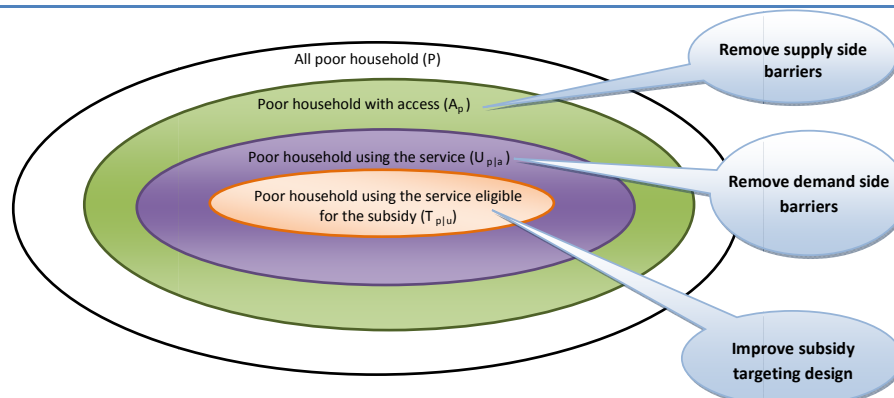 All poor household (P)
Poor household with access (Ap)
Poor household using the service (U p|a )
Poor household using the service eligible
for the subsidy (T p|u)
Remove supply side
barriers
Remove demand side
barriers
Improve subsidy
targeting design